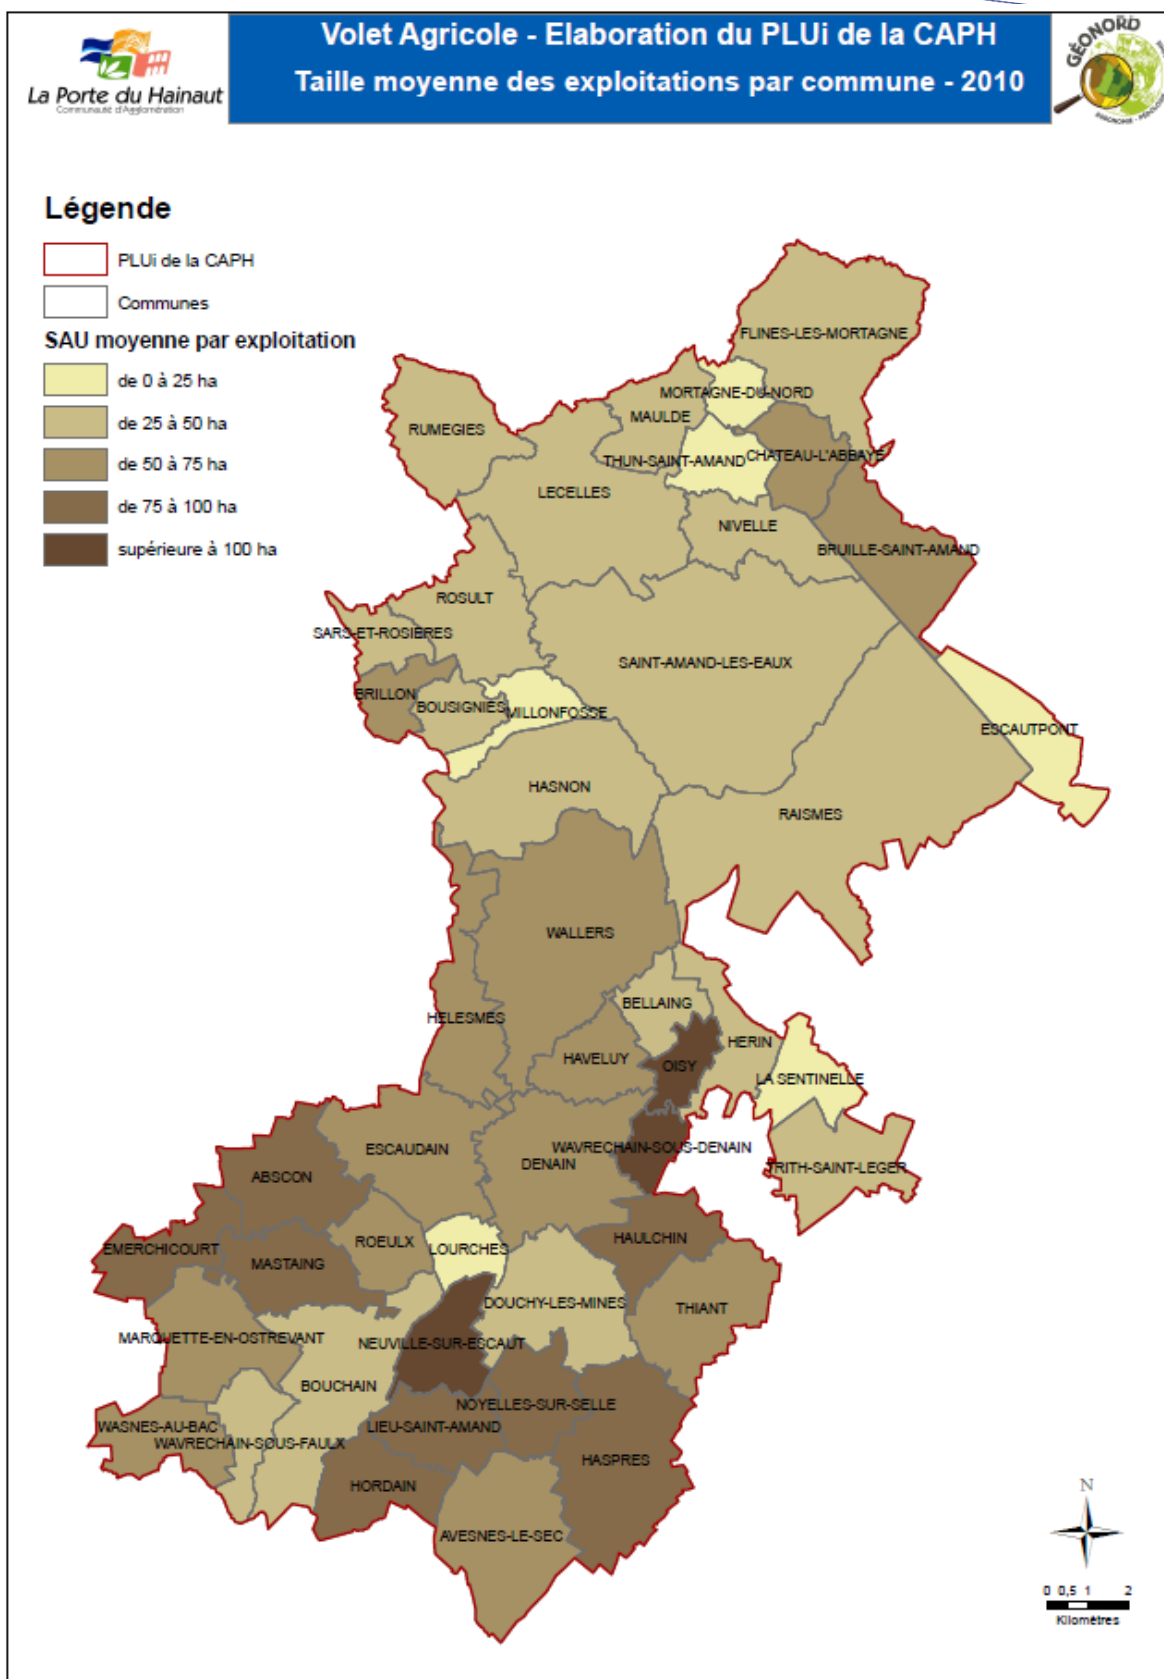 La Porte du Hainaut
Communauté d'Agglomération
Volet Agricole - Elaboration du PLUi de la CAPH
Taille moyenne des exploitations par commune - 2010
GÉONORD
Légende
PLUi de la CAPH
Communes
SAU moyenne par exploitation
de 0 à 25 ha
de 25 à 50 ha
de 50 à 75 ha
de 75 à 100 ha
supérieure à 100 ha
FLINES-LES-MORTAGNE
MORTAGNE-DU-NORD
MAULDE
RUMEGIES
THUN-SAINT-AMAND
CHATEAU-L'ABBAYE
LECELLES
NIVELLE
BRUILLE-SAINT-AMAND
ROSULT
SARS-ET-ROSIÈRES
SAINT-AMAND-LES-EAUX
BRILLON
BOUSIGNIES
MILLONFOSSE
ESCAUTPONT
HASNON
RAISMES
WALLERS
BELLAING
HELESMES
HERIN
HAVELUY
OISY
LA SENTINELLE
ESCAUDAIN
WAVRECHAIN-SOUS-DENAIN
DENAIN
TRITH-SAINT-LEGER
ABSCON
HAULCHIN
ROEULX
EMERCHICOURT
LOURCHES
MASTAING
DOUCHY-LES-MINES
THIANT
MARQUETTE-EN-OSTREVANT
NEUVILLE-SUR-ESCAUT
BOUCHAIN
NOYELLES-SUR-SELLE
WASNES-AU-BAC
LIEU-SAINT-AMAND
WAVRECHAIN-SOUS-FAULX
HASPRES
HORDAIN
AVESNES-LE-SEC
N
0 0,5 1 2
Kilomètres